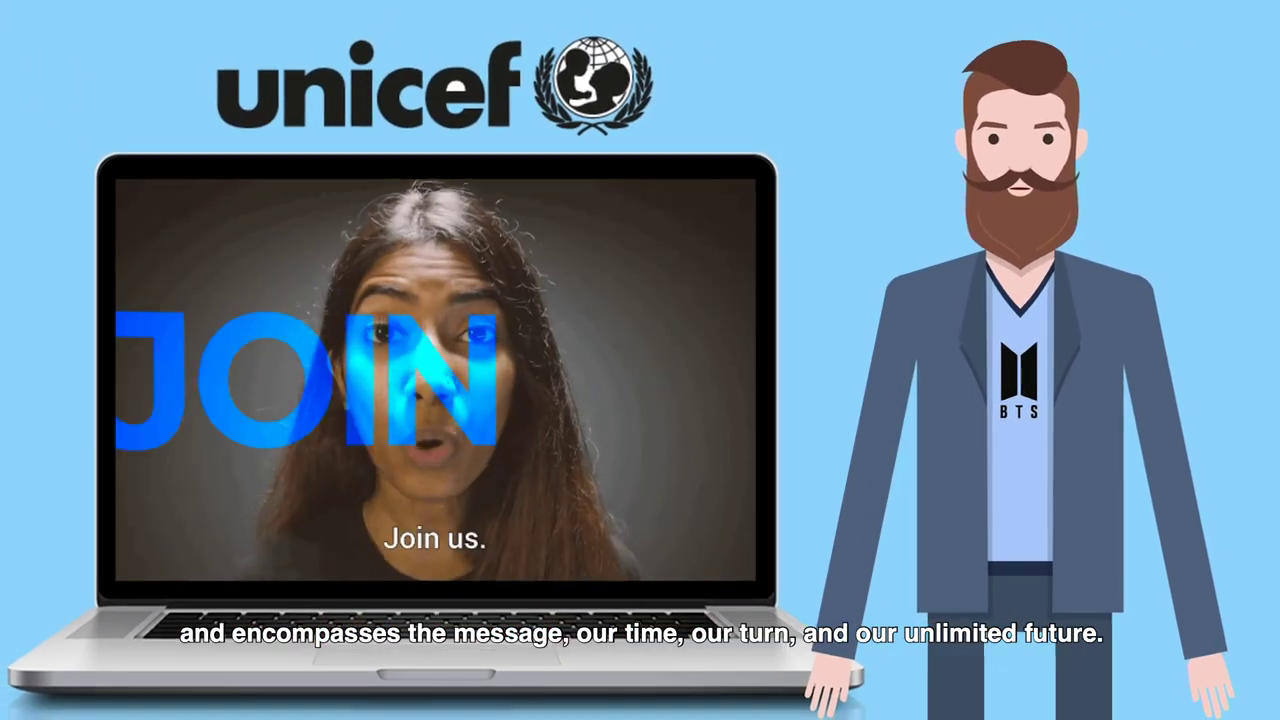 unicef
JOIN
Join us.
BTS
and encompasses the message, our time, our turn, and our unlimited future.